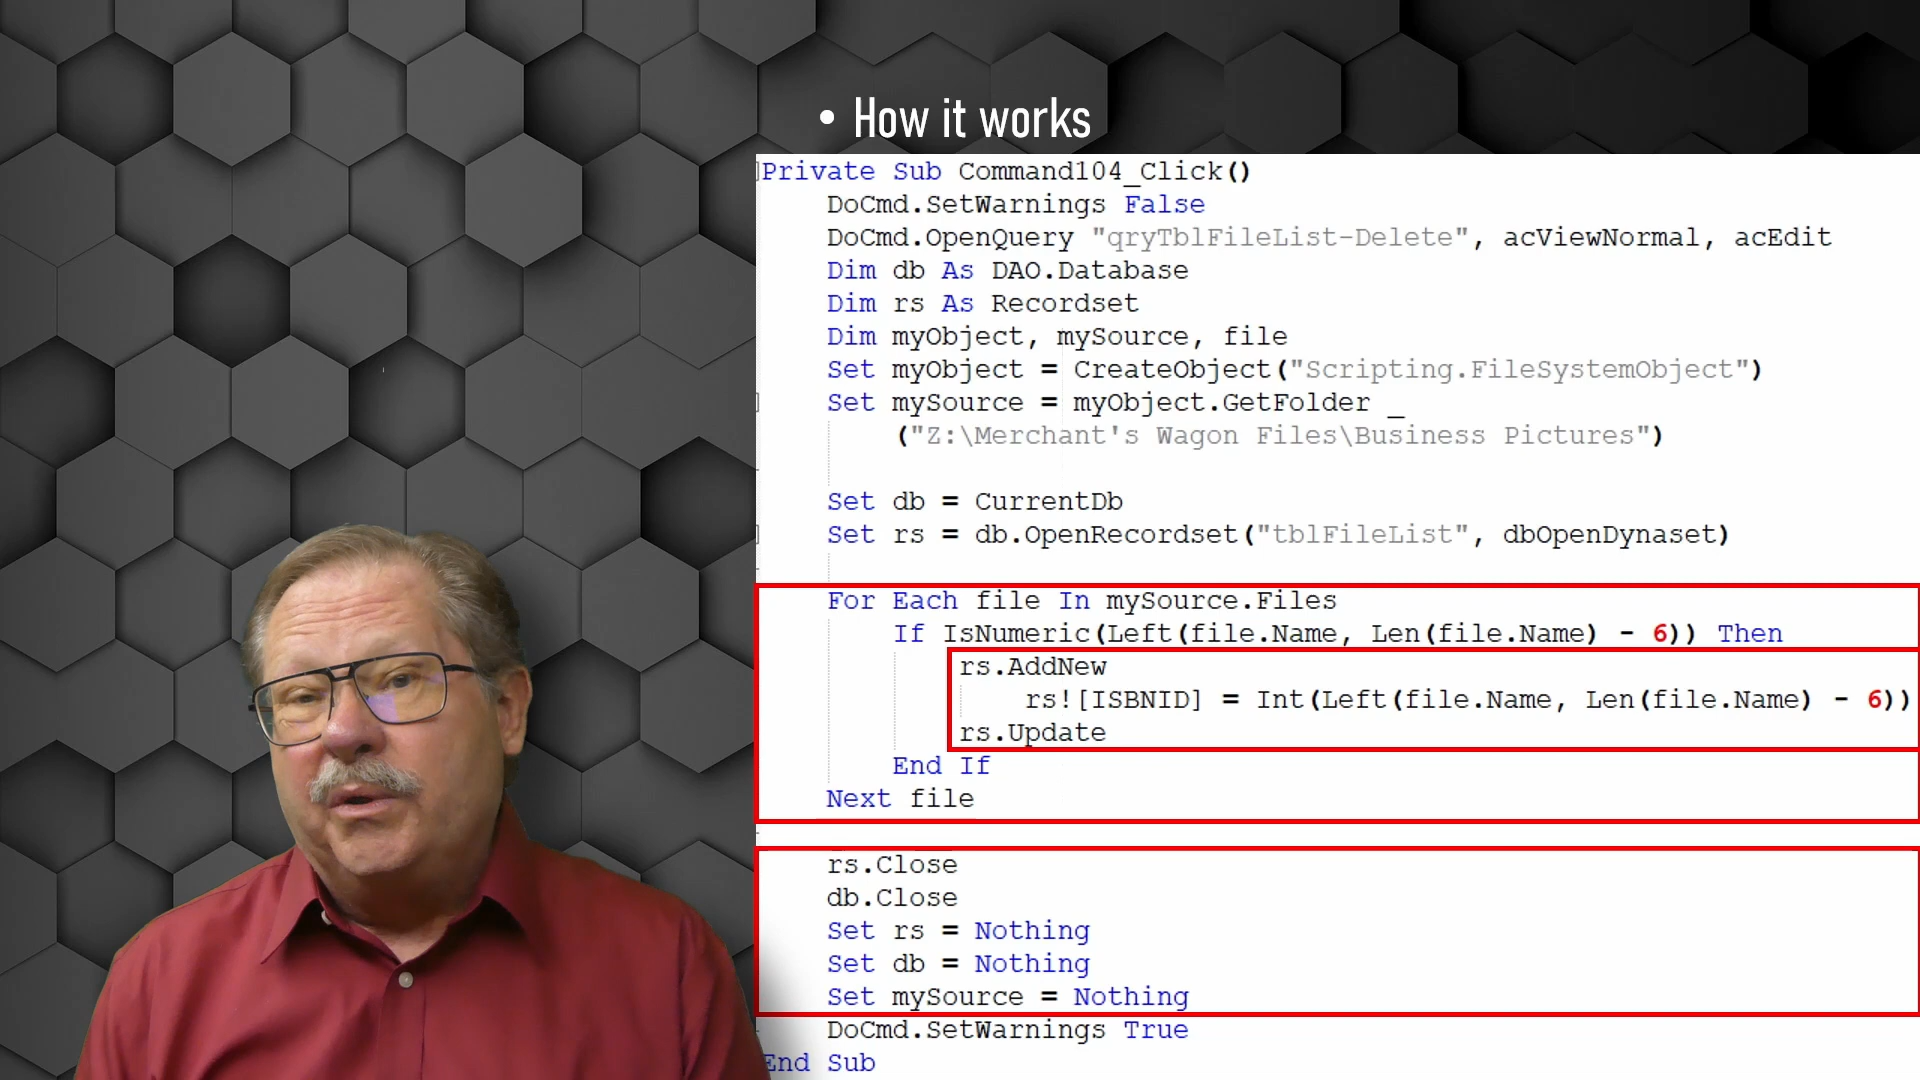 • How it works
Private Sub Command104_Click()
DoCmd.SetWarnings False
DoCmd.OpenQuery "qryTblFileList-Delete", acViewNormal, acEdit
Dim db As DAO.Database
Dim rs As Recordset
Dim myObject, mySource, file
Set myObject = CreateObject("Scripting.FileSystemObject")
Set mySource = myObject.GetFolder _
("Z:\Merchant's Wagon Files\Business Pictures")
Set db = CurrentDb
Set rs = db.OpenRecordset("tblFileList", dbOpenDynaset)
For Each file In mySource.Files
If IsNumeric(Left(file.Name, Len(file.Name) - 6)) Then
rs.AddNew
rs![ISBNID] = Int(Left(file.Name, Len(file.Name) - 6))
rs.Update
End If
Next file
rs.Close
db.Close
Set rs = Nothing
Set db = Nothing
Set mySource = Nothing
DoCmd.SetWarnings True
End Sub